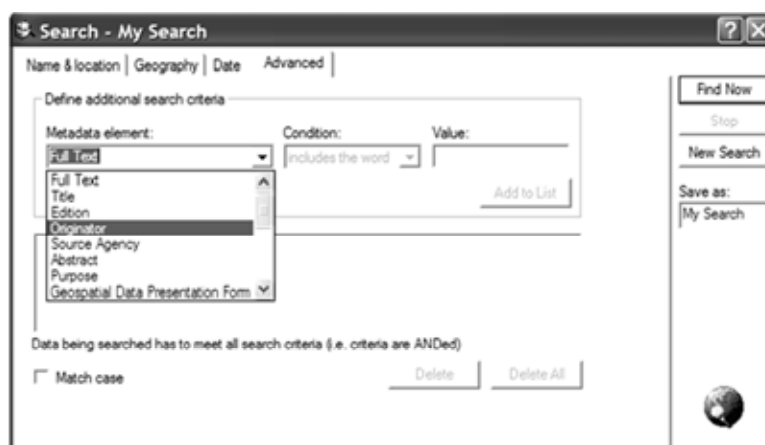 Search - My Search
Name & location Geography Date Advanced
Define additional search criteria
Metadata element: Condition: Value:
Full Text includes the word
Add to List
Full Text
Title
Edition
Originator
Source Agency
Abstract
Purpose
Geospatial Data Presentation Form
Data being searched has to meet all search criteria (i.e. criteria are ANDed)
Match case Delete Delete All
Find Now
Stop
New Search
Save as:
My Search